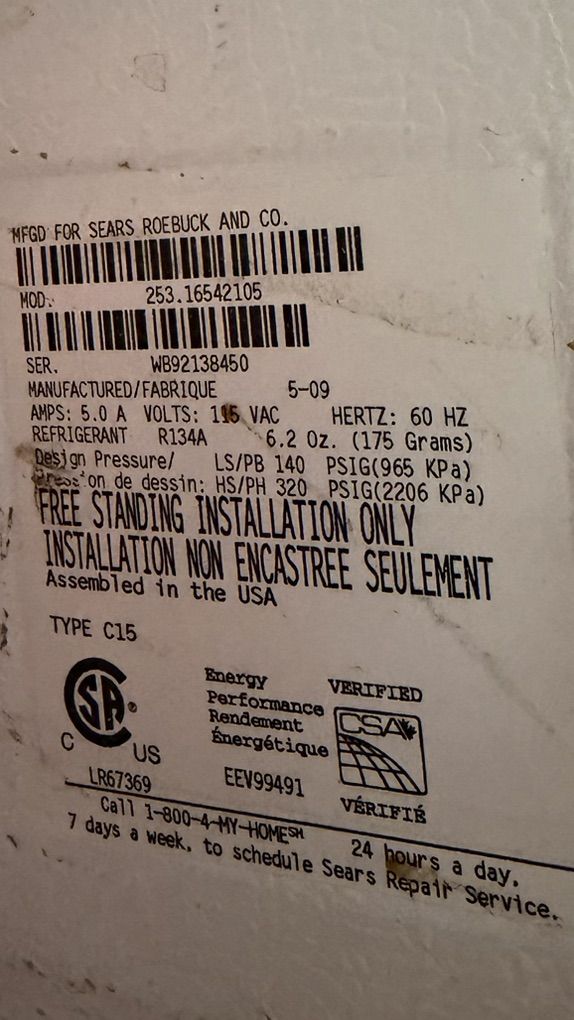 MFGD FOR SEARS ROEBUCK AND CO.
MOD. 253.16542105
SER. WB92138450
MANUFACTURED/FABRIQUE 5-09
AMPS: 5.0 A VOLTS: 115 VAC HERTZ: 60 HZ
REFRIGERANT R134A 6.2 Oz. (175 Grams)
Design Pressure/ LS/PB 140 PSIG(965 KPa)
on de dessin: HS/PH 320 PSIG(2206 KPa)
FREE STANDING INSTALLATION ONLY
INSTALLATION NON ENCASTREE SEULEMENT
Assembled in the USA
TYPE C15
SA®
C US
LR67369
Energy
Performance
Rendement
Énergétique
EEV99491
VERIFIED
CSA
VÉRIFIÉ
Call 1-800-4-MY-HOME℠ 24 hours a day,
7 days a week, to schedule Sears Repair Service.